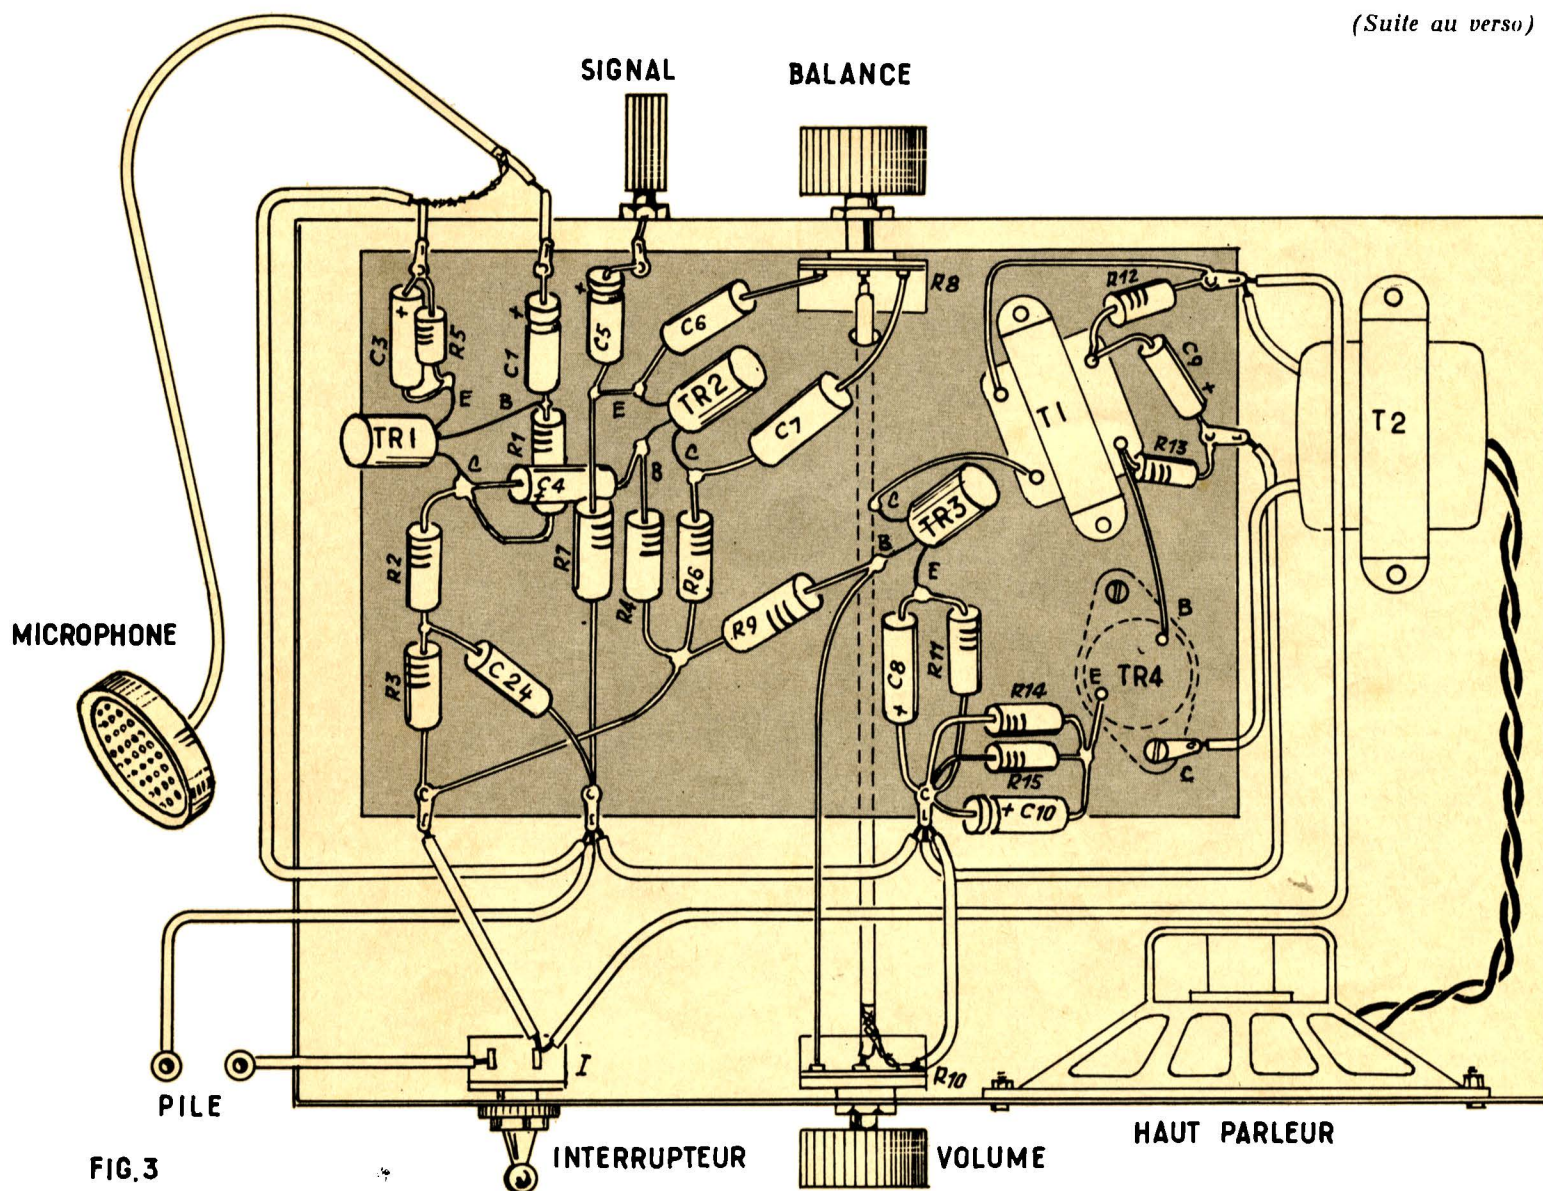 (Suite au verso)
SIGNAL
BALANCE
R8
R12
C3
+
R5
+
C1
+
C5
C6
C9
+
TR1
E
B
R1
E
TR2
C7
T1
T2
C
C4
B
C
R13
C
TR3
R2
R7
R4
R6
B
E
R9
B
MICROPHONE
R3
C24
C8
+
R11
R14
E
TR4
R15
C
+ C10
I
R10
PILE
INTERRUPTEUR
VOLUME
HAUT PARLEUR
FIG.3